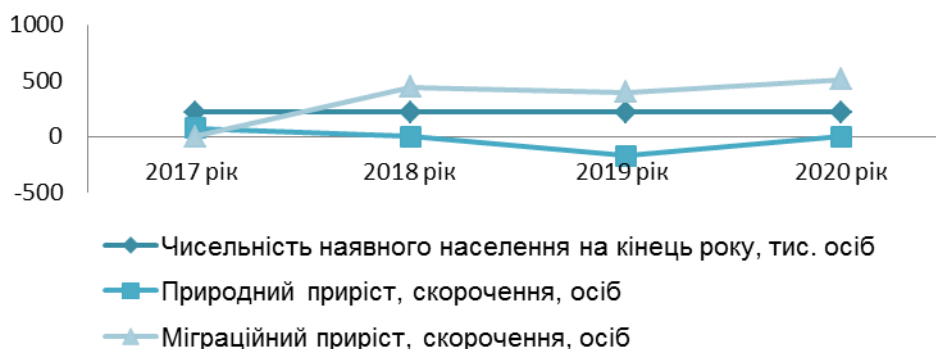 1000
500
0
-500
2017 рік
2018 рік
2019 рік
2020 рік
Чисельність наявного населення на кінець року, тис. осіб
Природний приріст, скорочення, осіб
Міграційний приріст, скорочення, осіб